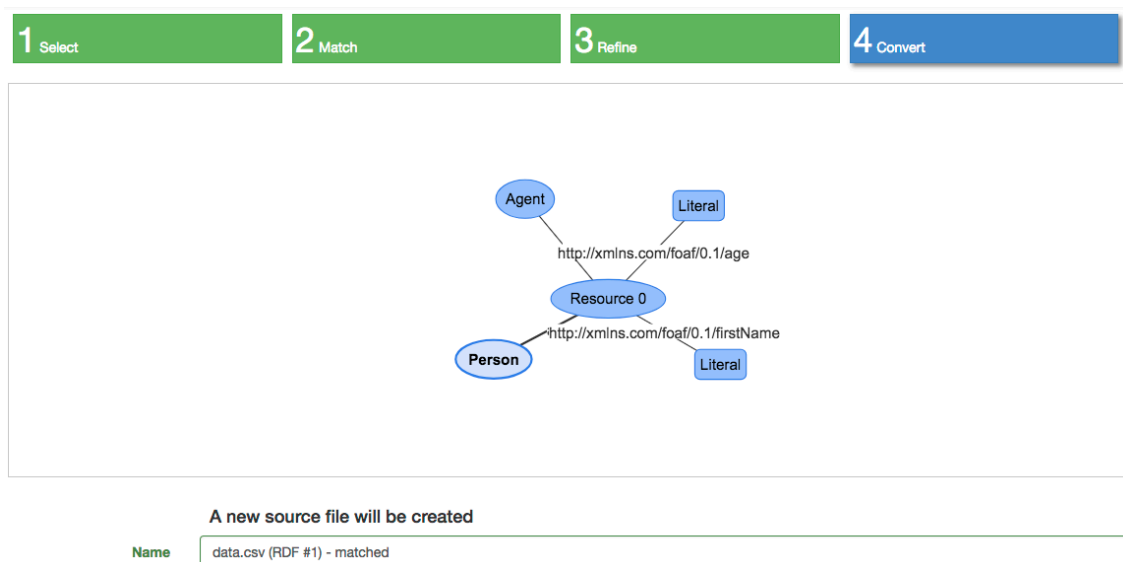 1 Select
2 Match
3 Refine
4 Convert
Agent
Literal
http://xmlns.com/foaf/0.1/age
Resource 0
http://xmlns.com/foaf/0.1/firstName
Person
Literal
A new source file will be created
Name
data.csv (RDF #1) - matched